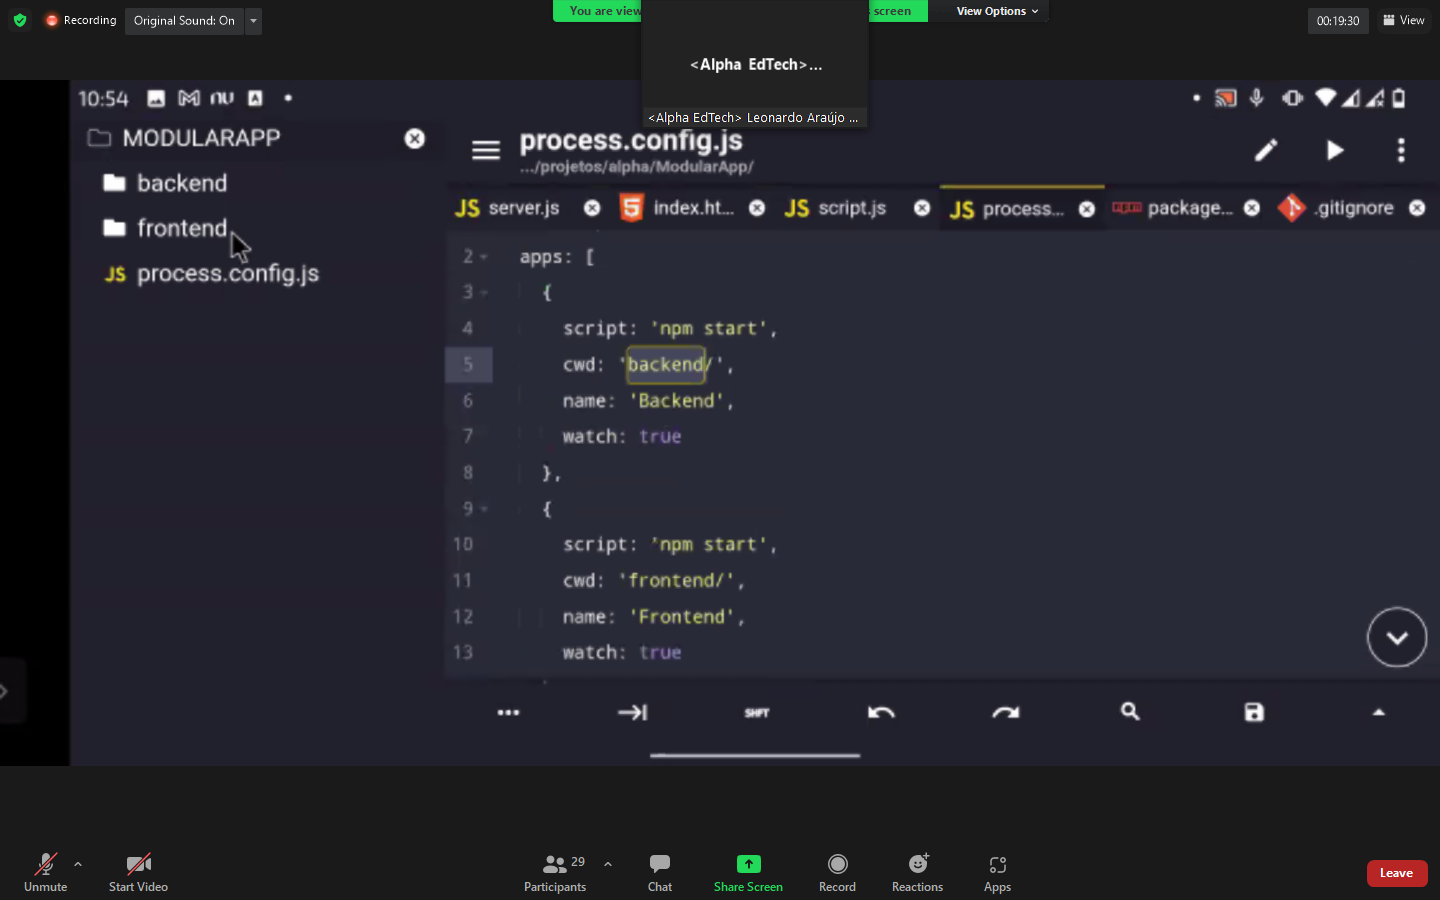 Recording
Original Sound: On
You are view
screen
View Options
00:19:30
View
<Alpha EdTech>...
<Alpha EdTech> Leonardo Araújo ...
10:54
MODULARAPP
backend
frontend
process.config.js
process.config.js
.../projetos/alpha/ModularApp/
JS server.js
index.ht...
JS script.js
JS process...
npm package...
.gitignore
JS
2 apps: [
3 {
4 script: 'npm start',
5 cwd: 'backend/',
6 name: 'Backend',
7 watch: true
8 },
9 {
10 script: 'npm start',
11 cwd: 'frontend/',
12 name: 'Frontend',
13 watch: true
SHFT
Unmute
Start Video
Participants
29
Chat
Share Screen
Record
Reactions
Apps
Leave